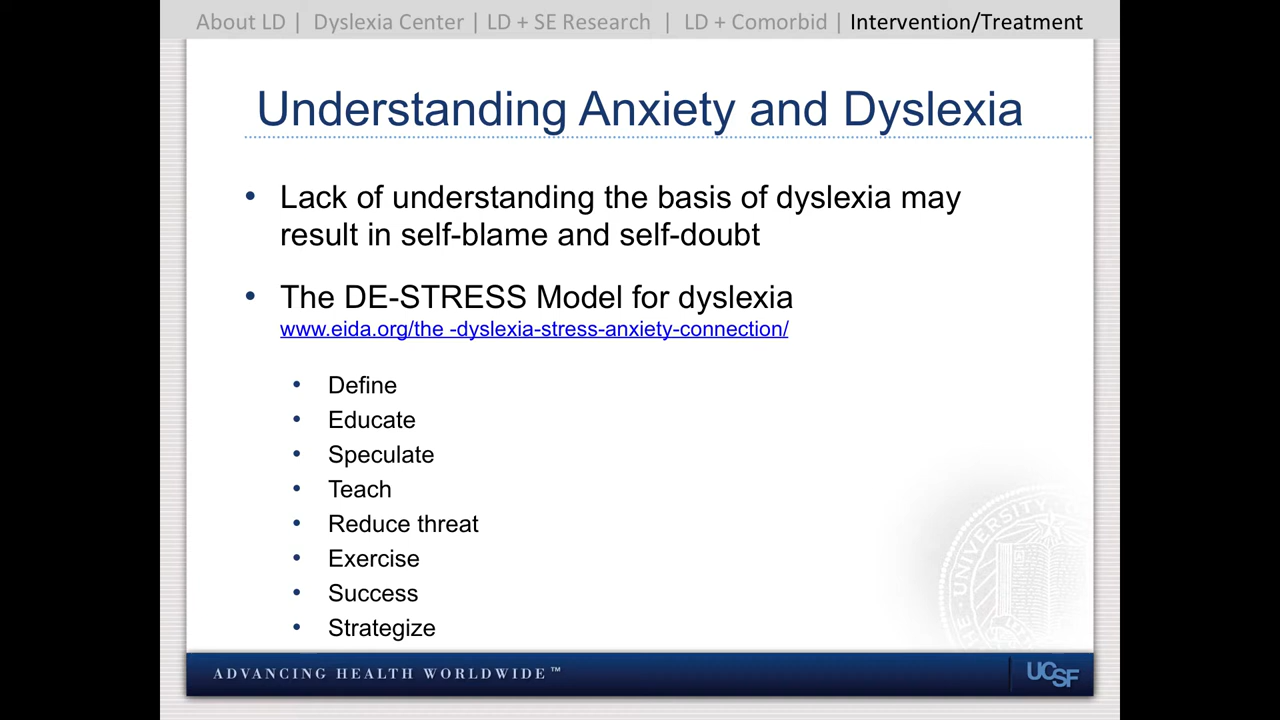 About LD | Dyslexia Center | LD + SE Research | LD + Comorbid | Intervention/Treatment
Understanding Anxiety and Dyslexia
• Lack of understanding the basis of dyslexia may
result in self-blame and self-doubt
• The DE-STRESS Model for dyslexia
www.eida.org/the -dyslexia-stress-anxiety-connection/
• Define
• Educate
• Speculate
• Teach
• Reduce threat
• Exercise
• Success
• Strategize
ADVANCING HEALTH WORLDWIDE™
UCSF